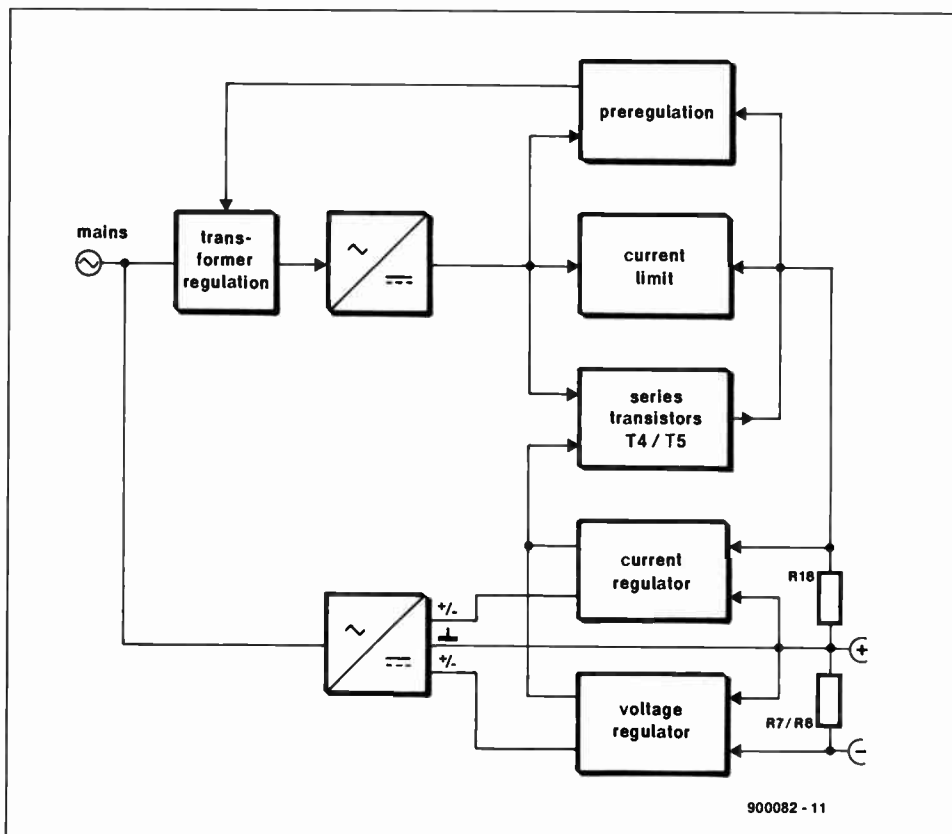 preregulation
mains
trans-
former
regulation
current
limit
series
transistors
T4 / T5
current
regulator
R18
+/-
+
+/-
voltage
regulator
R7/R8
-
900082 - 11